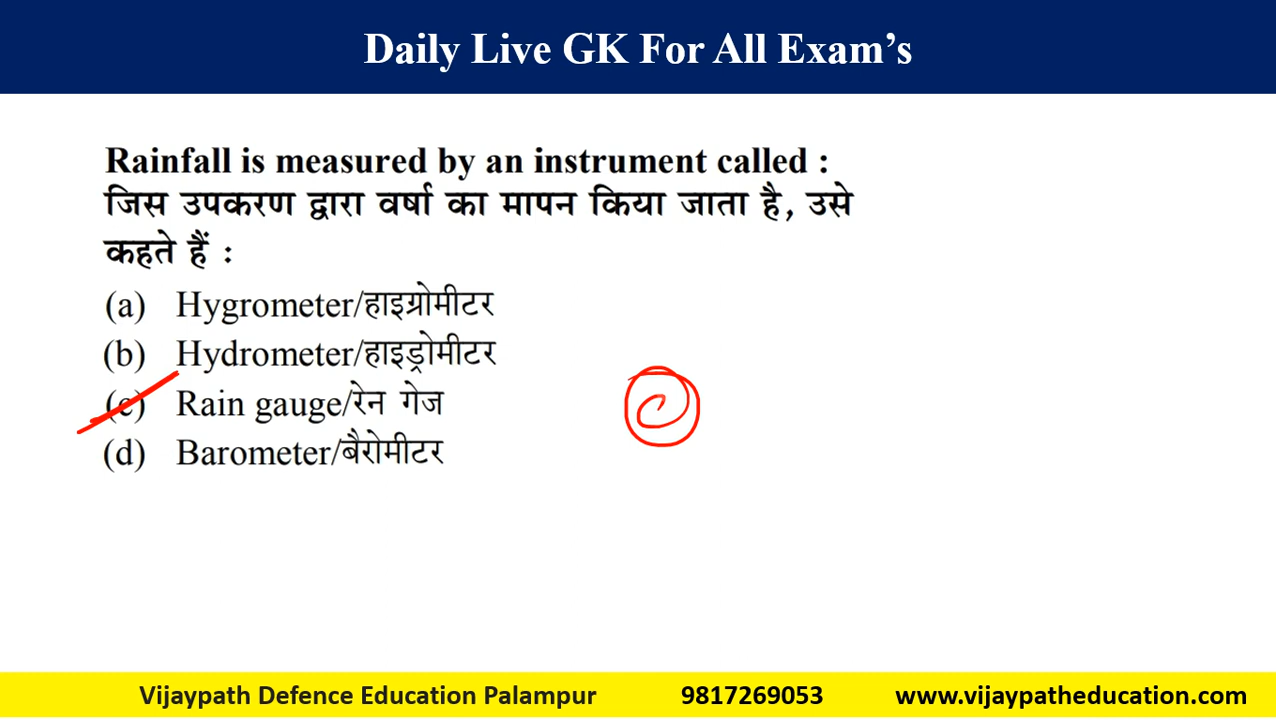 Daily Live GK For All Exam’s
Rainfall is measured by an instrument called :
जिस उपकरण द्वारा वर्षा का मापन किया जाता है, उसे
कहते हैं :
(a) Hygrometer/हाइग्रोमीटर
(b) Hydrometer/हाइड्रोमीटर
(c) Rain gauge/रेन गेज
(d) Barometer/बैरोमीटर
Vijaypath Defence Education Palampur 9817269053 www.vijaypatheducation.com